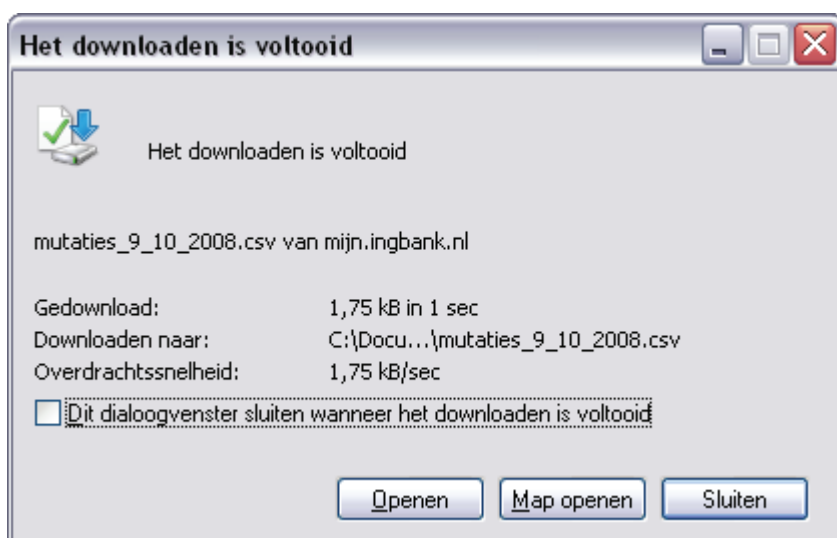 Het downloaden is voltooid
Het downloaden is voltooid
mutaties_9_10_2008.csv van mijn.ingbank.nl
Gedownload: 1,75 kB in 1 sec
Downloaden naar: C:\Docu...\mutaties_9_10_2008.csv
Overdrachtssnelheid: 1,75 kB/sec
Dit dialoogvenster sluiten wanneer het downloaden is voltooid
Openen Map openen Sluiten